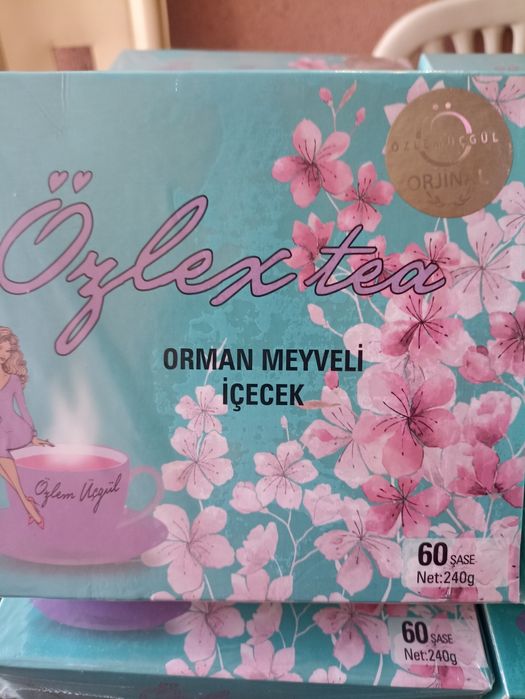 ÖZLEM ÜÇGÜL
ORJİNAL
Özlex tea
ORMAN MEYVELİ
İÇECEK
Özlem Üçgül
60 ŞASE
Net:240g
60 ŞASE
Net:240g